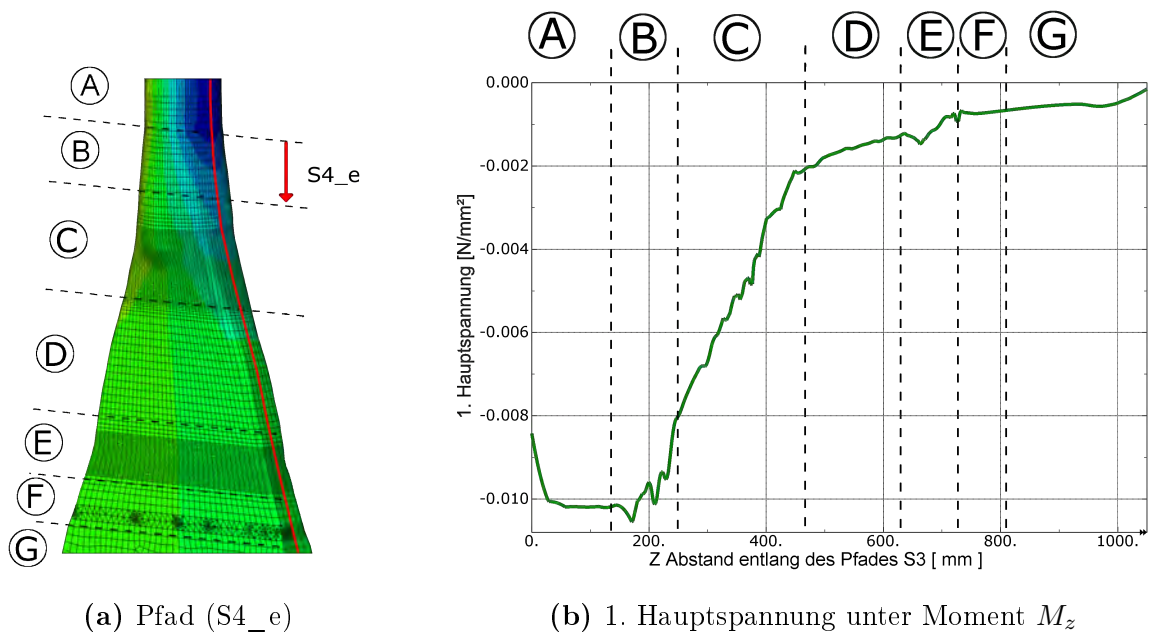 A
B
C
D
E
F
G
S4_e
A B C D E F G
0.000
-0.002
-0.004
-0.006
-0.008
-0.010
1. Hauptspannung [N/mm²]
0. 200. 400. 600. 800. 1000.
Z Abstand entlang des Pfades S3 [ mm ]
(a) Pfad (S4_e)
(b) 1. Hauptspannung unter Moment Mz